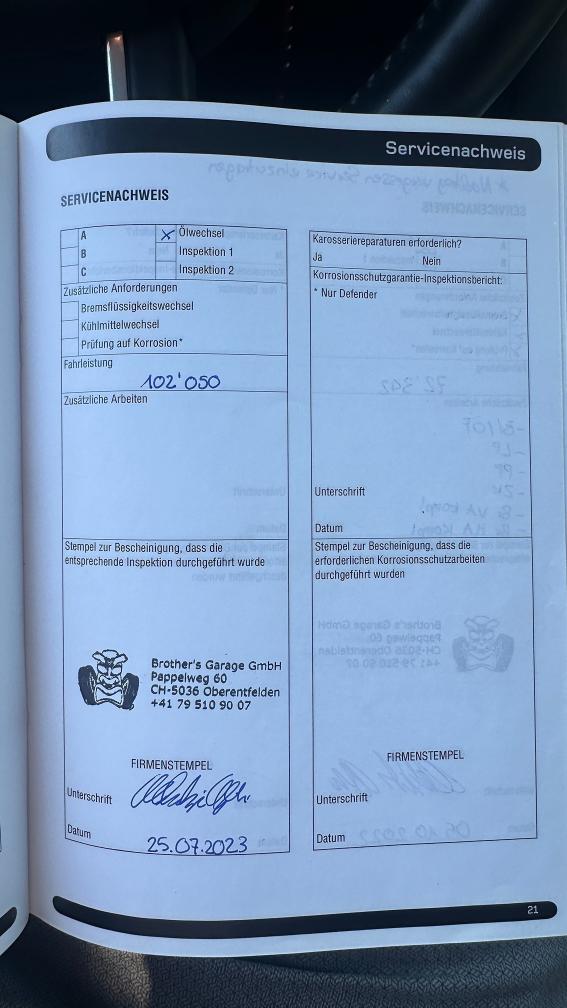 Servicenachweis
SERVICENACHWEIS
A
B
C
x Ölwechsel
Inspektion 1
Inspektion 2
Zusätzliche Anforderungen
Bremsflüssigkeitswechsel
Kühlmittelwechsel
Prüfung auf Korrosion*
Fahrleistung
102'050
Zusätzliche Arbeiten
Stempel zur Bescheinigung, dass die
entsprechende Inspektion durchgeführt wurde
Brother's Garage GmbH
Pappelweg 60
CH-5036 Oberentfelden
+41 79 510 90 07
FIRMENSTEMPEL
Unterschrift
Datum
25.07.2023
Karosseriereparaturen erforderlich?
Ja Nein
Korrosionsschutzgarantie-Inspektionsbericht:
* Nur Defender
Unterschrift
Datum
Stempel zur Bescheinigung, dass die
erforderlichen Korrosionsschutzarbeiten
durchgeführt wurden
FIRMENSTEMPEL
Unterschrift
Datum
21